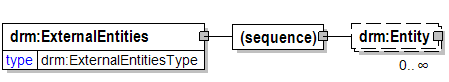 drm:ExternalEntities
type drm:ExternalEntitiesType
(sequence)
drm:Entity
0.. ∞